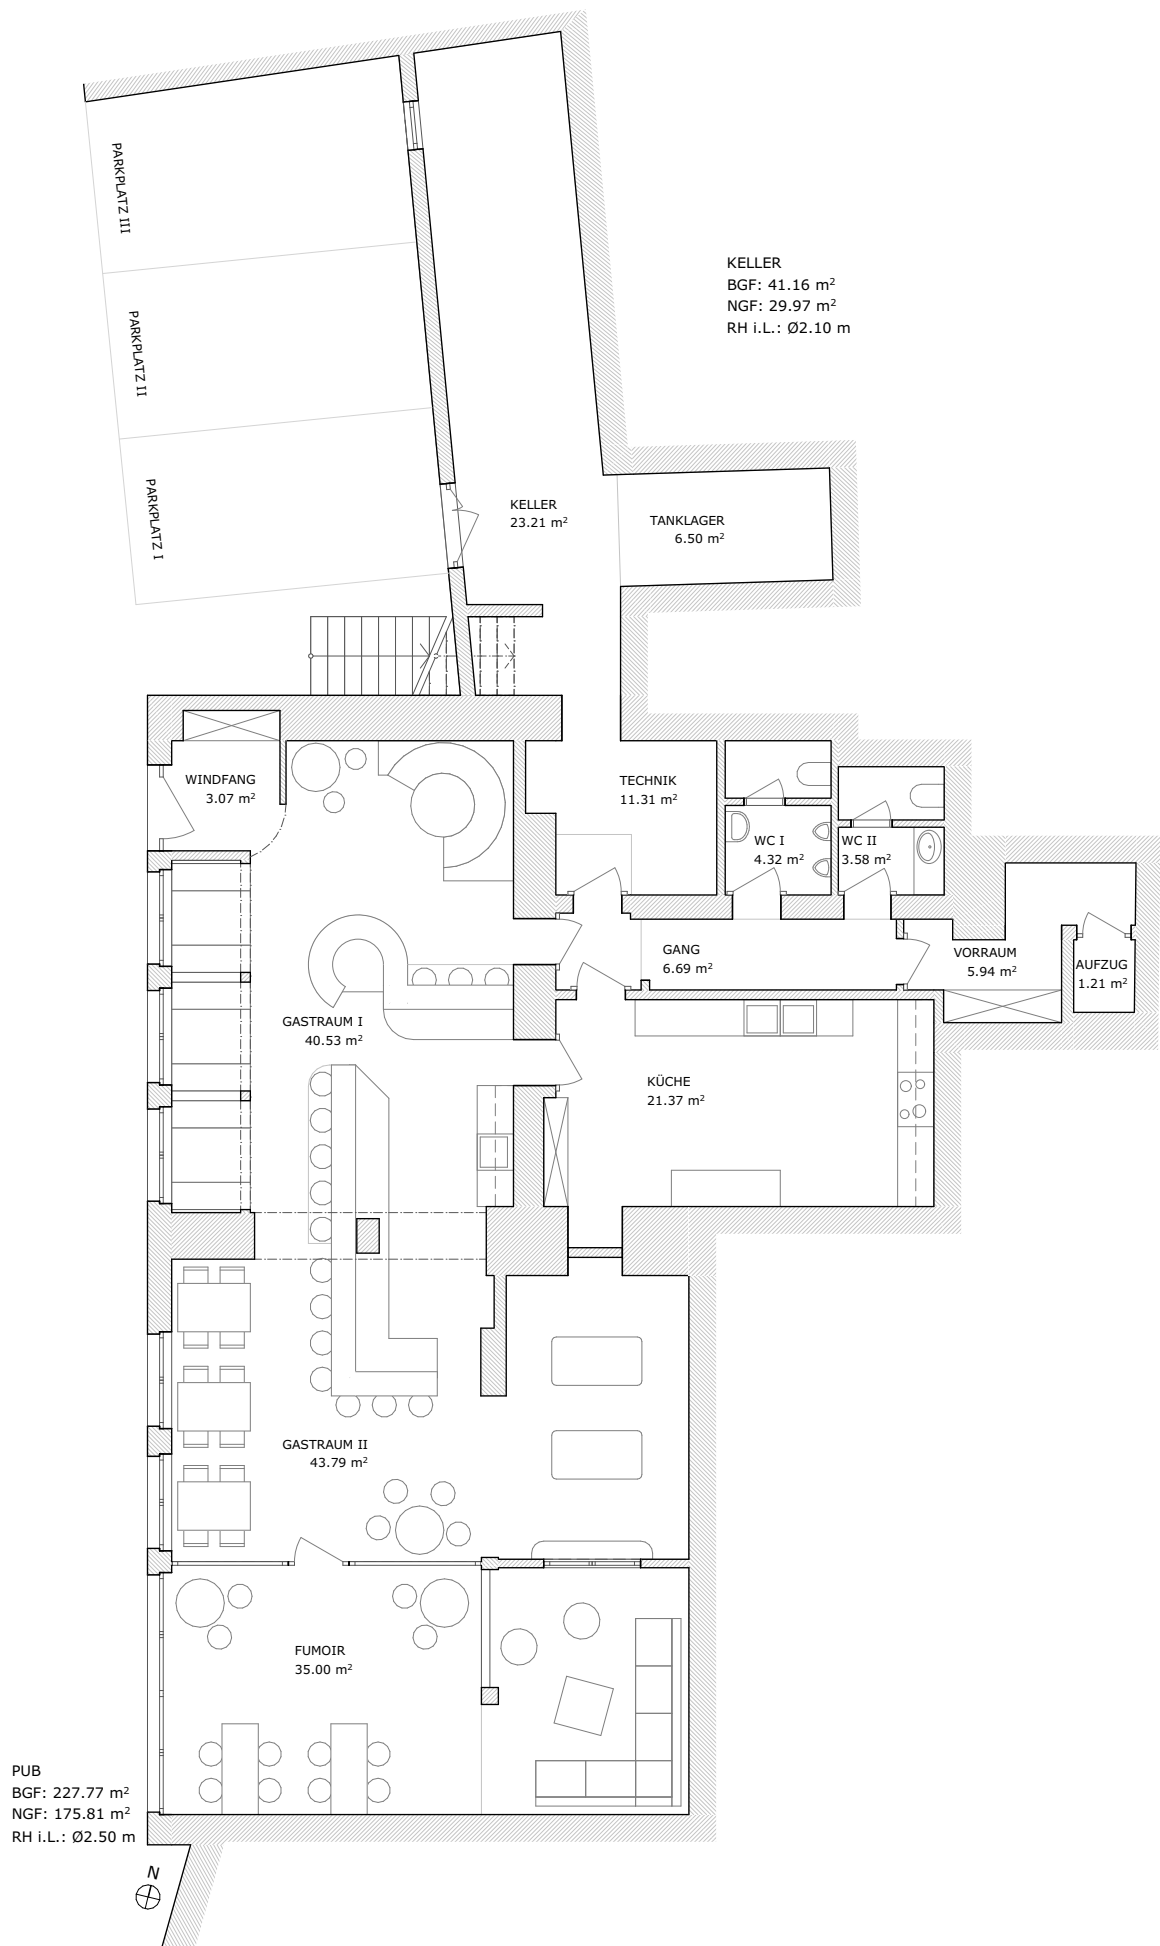 PARKPLATZ III
PARKPLATZ II
PARKPLATZ I
KELLER
BGF: 41.16 m²
NGF: 29.97 m²
RH i.L.: Ø2.10 m
KELLER
23.21 m²
TANKLAGER
6.50 m²
WINDFANG
3.07 m²
TECHNIK
11.31 m²
WC I
4.32 m²
WC II
3.58 m²
GANG
6.69 m²
VORRAUM
5.94 m²
AUFZUG
1.21 m²
GASTRAUM I
40.53 m²
KÜCHE
21.37 m²
GASTRAUM II
43.79 m²
FUMOIR
35.00 m²
PUB
BGF: 227.77 m²
NGF: 175.81 m²
RH i.L.: Ø2.50 m
N